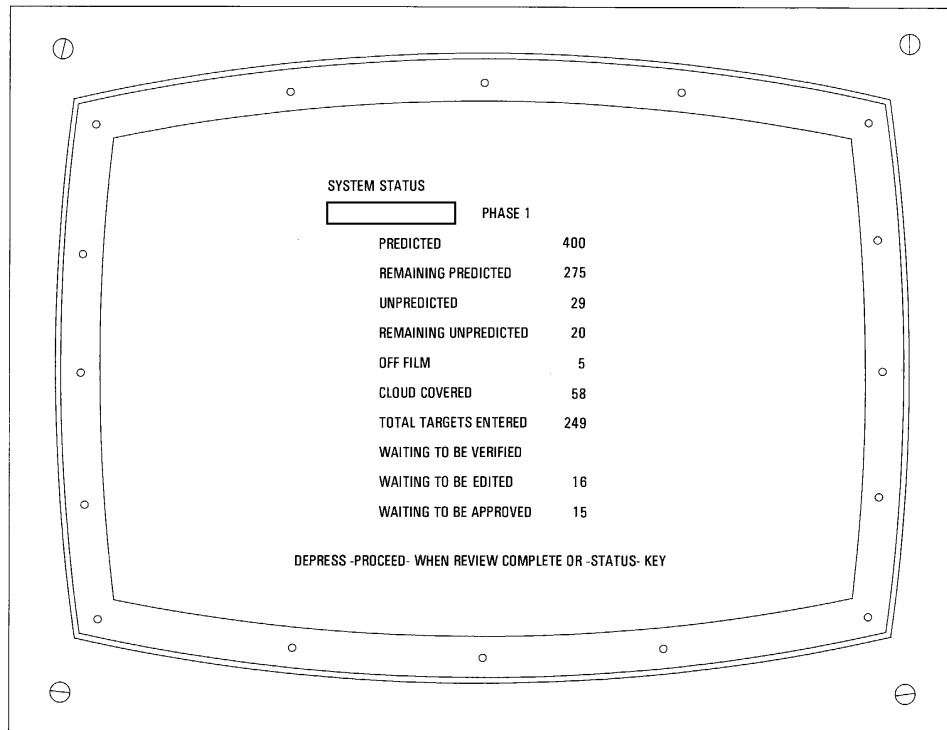 SYSTEM STATUS
PHASE 1
PREDICTED 400
REMAINING PREDICTED 275
UNPREDICTED 29
REMAINING UNPREDICTED 20
OFF FILM 5
CLOUD COVERED 58
TOTAL TARGETS ENTERED 249
WAITING TO BE VERIFIED
WAITING TO BE EDITED 16
WAITING TO BE APPROVED 15
DEPRESS -PROCEED- WHEN REVIEW COMPLETE OR -STATUS- KEY